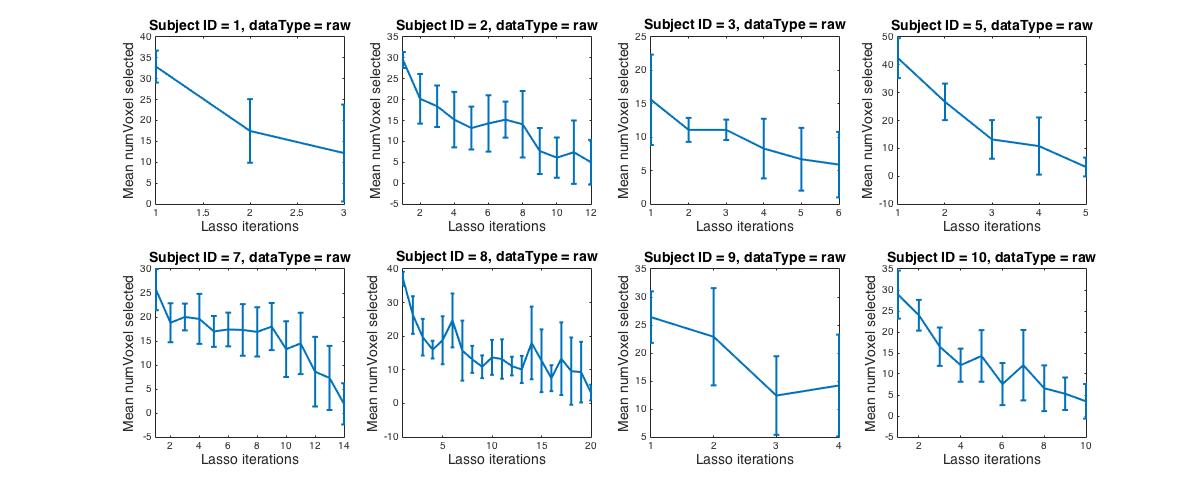 Subject ID = 1, dataType = raw
Mean numVoxel selected
40
35
30
25
20
15
10
5
0
1 1.5 2 2.5 3
Lasso iterations
Subject ID = 2, dataType = raw
Mean numVoxel selected
35
30
25
20
15
10
5
0
-5
2 4 6 8 10 12
Lasso iterations
Subject ID = 3, dataType = raw
Mean numVoxel selected
25
20
15
10
5
0
1 2 3 4 5 6
Lasso iterations
Subject ID = 5, dataType = raw
Mean numVoxel selected
50
40
30
20
10
0
-10
1 2 3 4 5
Lasso iterations
Subject ID = 7, dataType = raw
Mean numVoxel selected
30
25
20
15
10
5
0
-5
2 4 6 8 10 12 14
Lasso iterations
Subject ID = 8, dataType = raw
Mean numVoxel selected
40
30
20
10
0
-10
5 10 15 20
Lasso iterations
Subject ID = 9, dataType = raw
Mean numVoxel selected
35
30
25
20
15
10
5
1 2 3 4
Lasso iterations
Subject ID = 10, dataType = raw
Mean numVoxel selected
35
30
25
20
15
10
5
0
-5
2 4 6 8 10
Lasso iterations